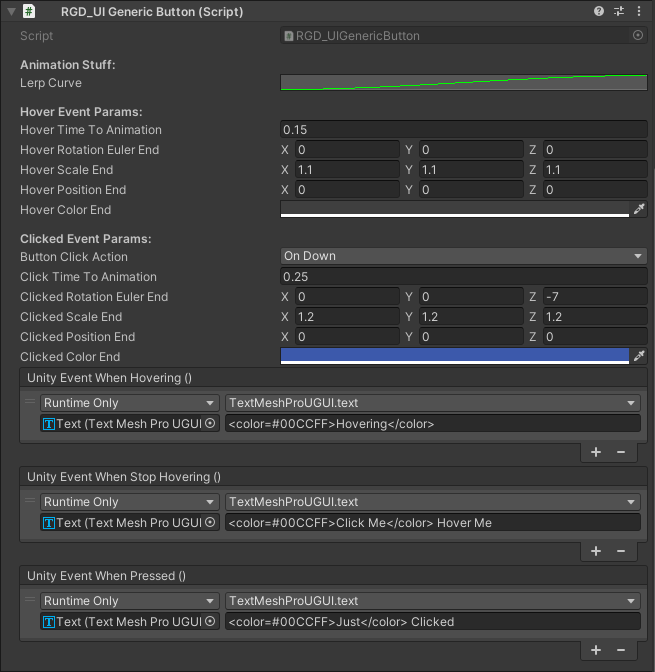 RGD_UI Generic Button (Script)
Script RGD_UIGenericButton
Animation Stuff:
Lerp Curve
Hover Event Params:
Hover Time To Animation 0.15
Hover Rotation Euler End X 0 Y 0 Z 0
Hover Scale End X 1.1 Y 1.1 Z 1.1
Hover Position End X 0 Y 0 Z 0
Hover Color End
Clicked Event Params:
Button Click Action On Down
Click Time To Animation 0.25
Clicked Rotation Euler End X 0 Y 0 Z -7
Clicked Scale End X 1.2 Y 1.2 Z 1.2
Clicked Position End X 0 Y 0 Z 0
Clicked Color End
Unity Event When Hovering ()
Runtime Only TextMeshProUGUI.text
Text (Text Mesh Pro UGUI <color=#00CCFF>Hovering</color>
+ −
Unity Event When Stop Hovering ()
Runtime Only TextMeshProUGUI.text
Text (Text Mesh Pro UGUI <color=#00CCFF>Click Me</color> Hover Me
+ −
Unity Event When Pressed ()
Runtime Only TextMeshProUGUI.text
Text (Text Mesh Pro UGUI <color=#00CCFF>Just</color> Clicked
+ −